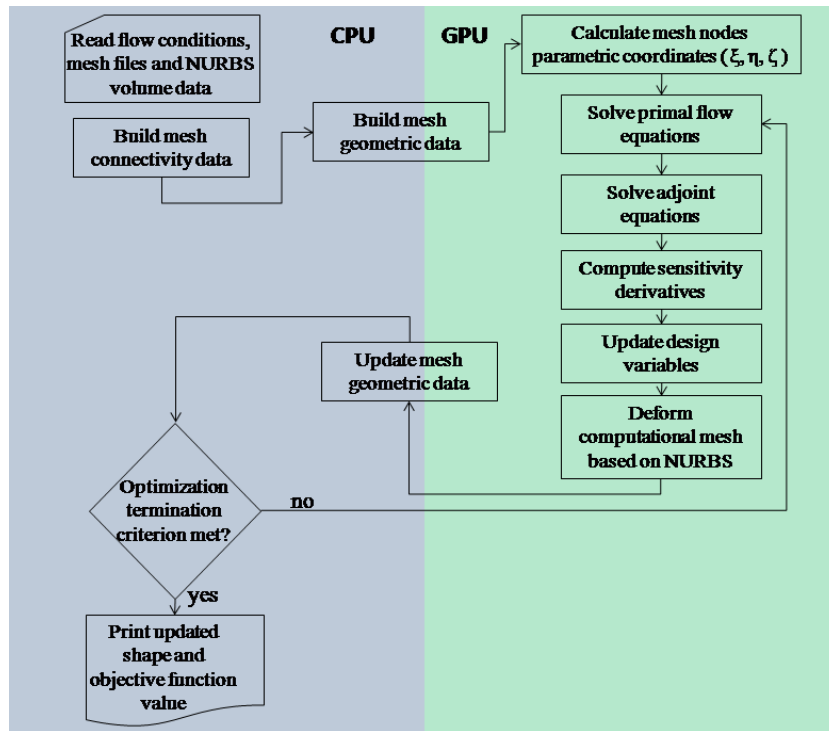 CPU
GPU
Read flow conditions,
mesh files and NURBS
volume data
Build mesh
connectivity data
Build mesh
geometric data
Calculate mesh nodes
parametric coordinates (ξ, η, ζ)
Solve primal flow
equations
Solve adjoint
equations
Compute sensitivity
derivatives
Update design
variables
Deform
computational mesh
based on NURBS
Update mesh
geometric data
Optimization
termination
criterion met?
no
yes
Print updated
shape and
objective function
value